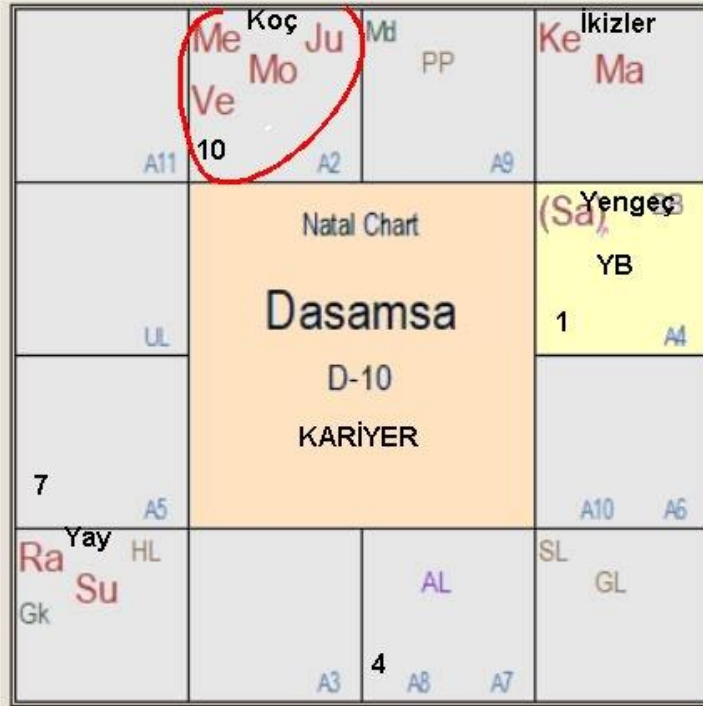 Me Koç Ju
Mo
Ve
10
A2
Md
PP
A9
Ke İkizler
Ma
A11
UL
Natal Chart
Dasamsa
D-10
KARİYER
(Sa) Yengeç
YB
1
A4
7
A5
A10 A6
Ra Yay HL
Su
Gk
A3
AL
4
A8 A7
SL
GL